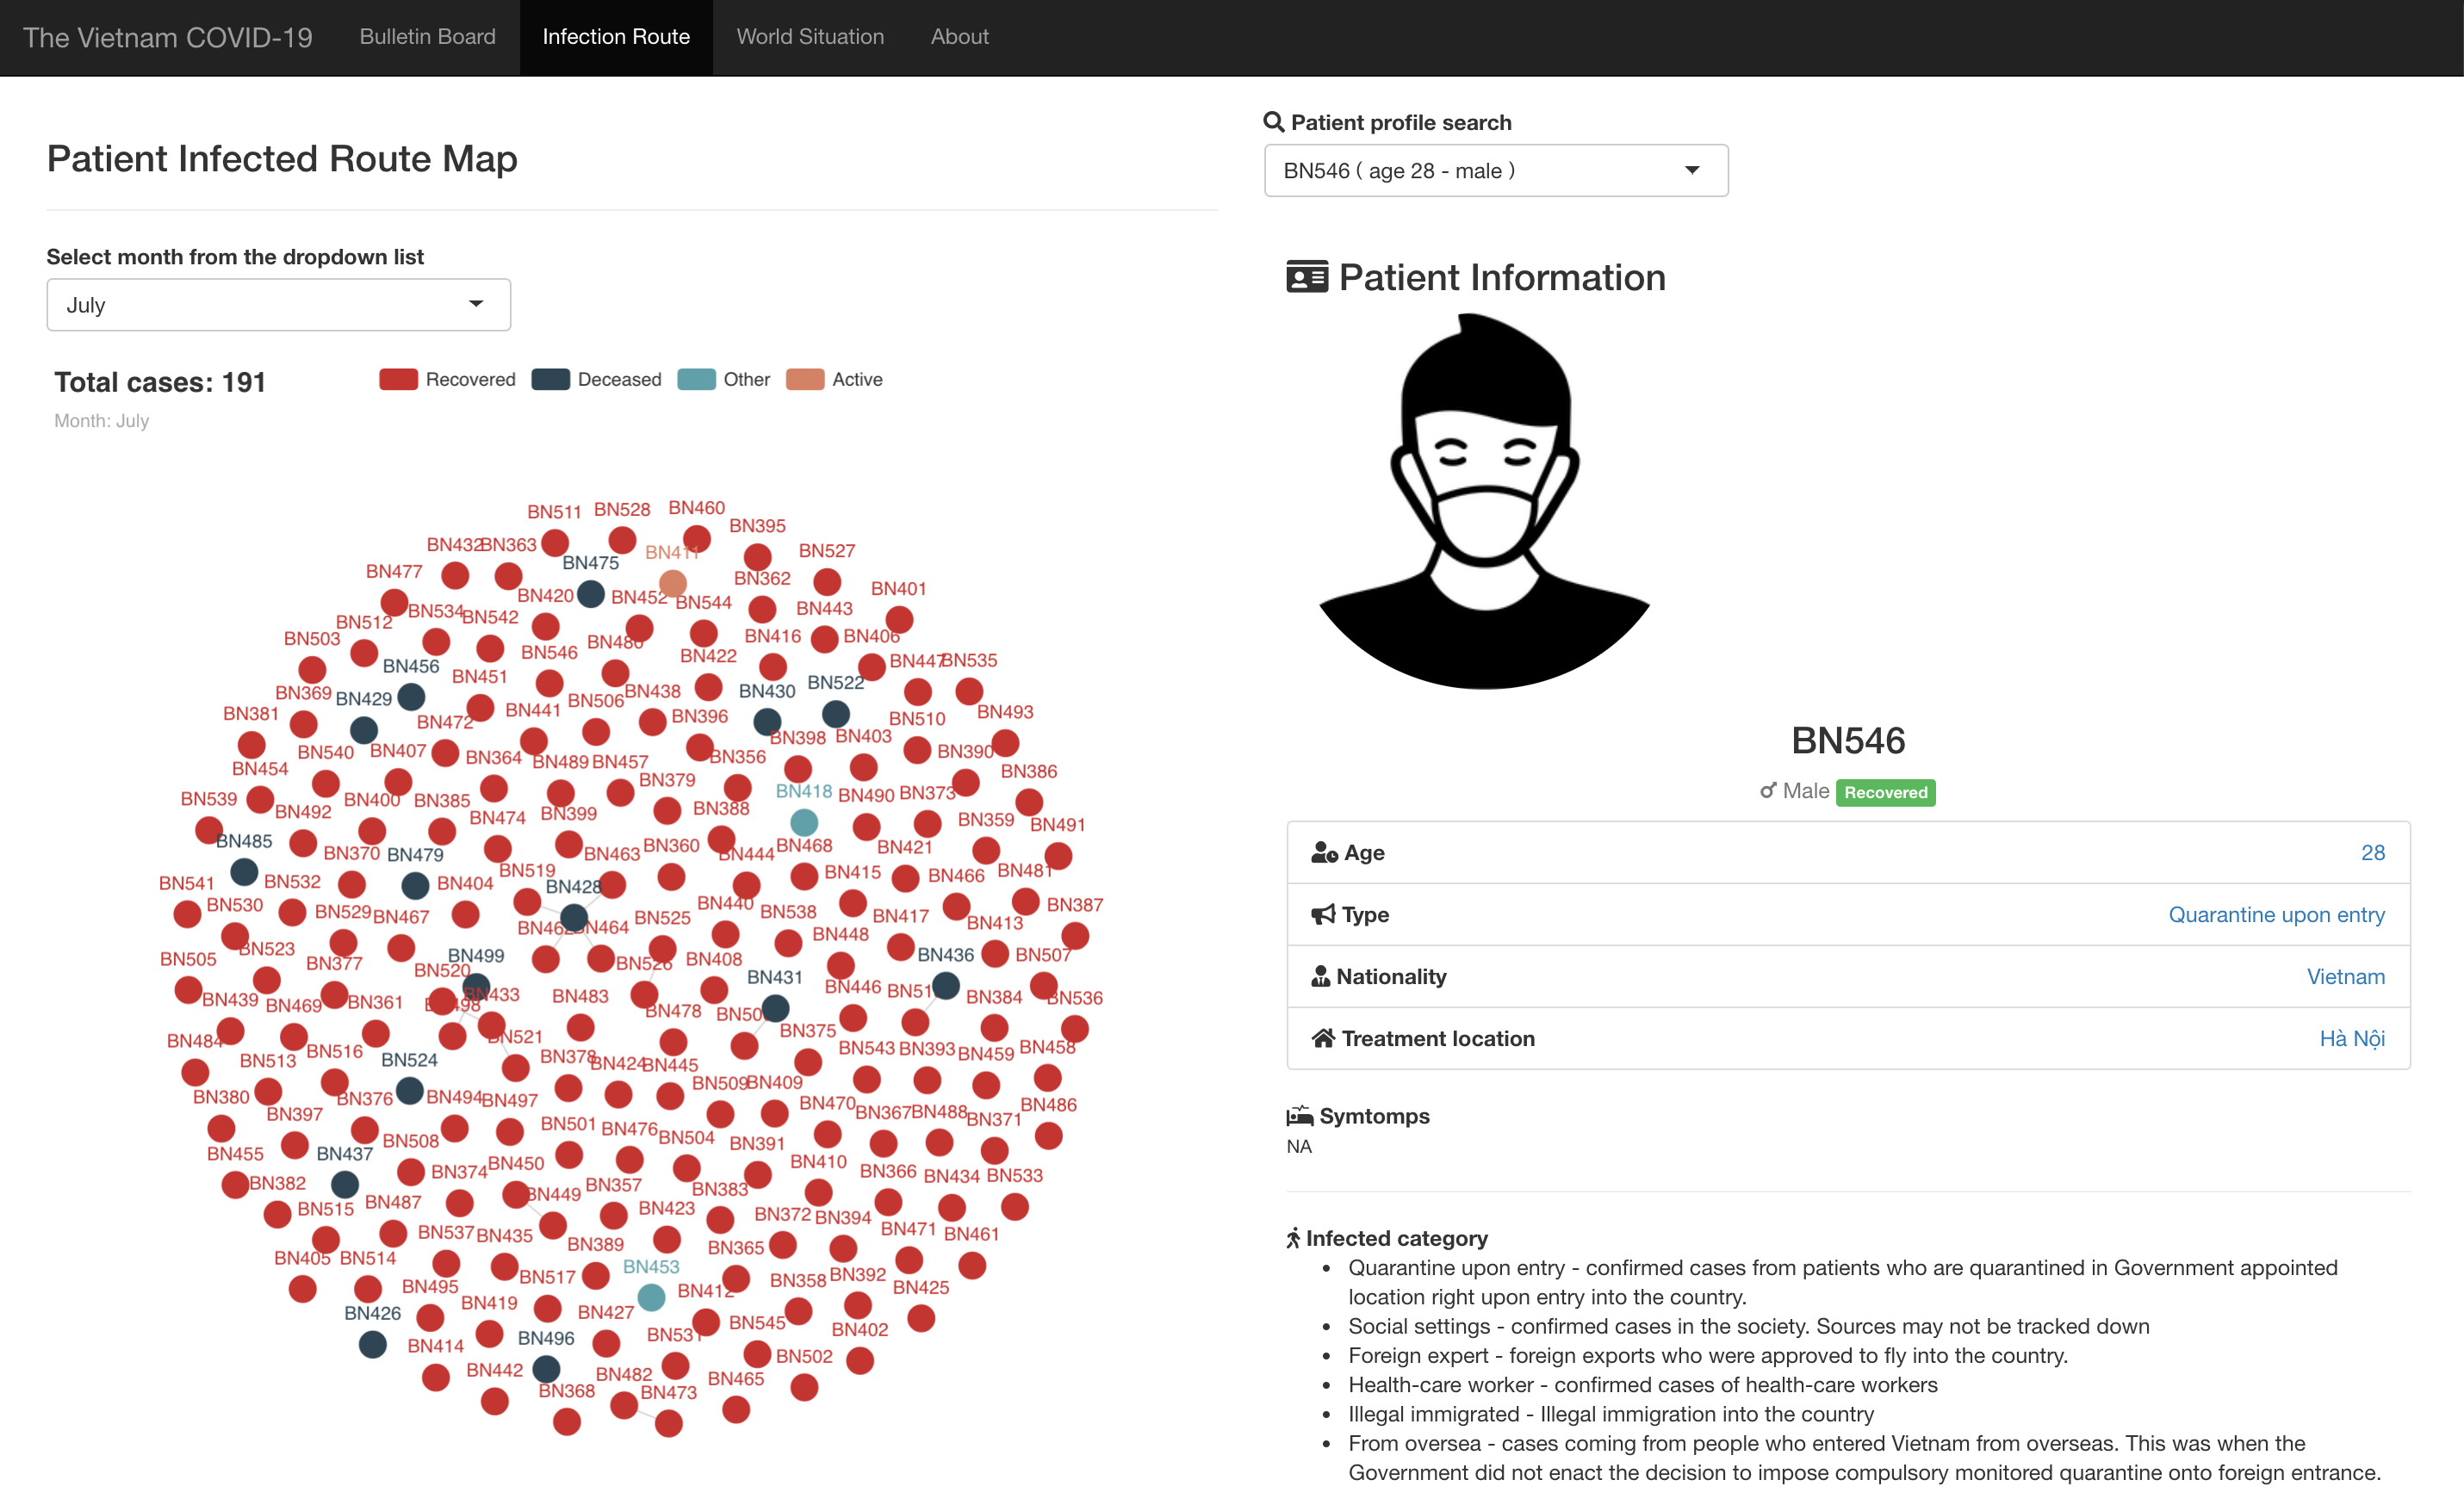 The Vietnam COVID-19 Bulletin Board Infection Route World Situation About
Patient Infected Route Map
Select month from the dropdown list
July
Total cases: 191
Month: July
Recovered Deceased Other Active
BN511 BN528 BN460
BN395
BN432 BN363 BN475 BN411 BN527
BN477 BN420 BN452 BN544 BN362 BN401
BN512 BN534 BN542 BN443
BN503 BN546 BN486 BN416 BN406
BN456 BN451 BN422 BN447 BN535
BN369 BN429 BN506 BN438 BN430 BN522
BN381 BN472 BN441 BN396 BN510 BN493
BN540 BN407 BN364 BN489 BN457 BN356 BN398 BN403 BN390
BN454 BN379 BN386
BN539 BN492 BN400 BN385 BN474 BN399 BN388 BN418 BN490 BN373
BN485 BN370 BN479 BN463 BN360 BN444 BN468 BN421 BN359 BN491
BN541 BN532 BN404 BN519 BN428 BN415 BN466 BN481
BN530 BN529 BN467 BN462 BN464 BN525 BN440 BN538 BN417 BN413 BN387
BN505 BN523 BN377 BN499 BN520 BN526 BN408 BN431 BN448 BN436 BN507
BN439 BN469 BN361 BN498 BN433 BN483 BN478 BN446 BN384 BN536
BN484 BN513 BN516 BN524 BN521 BN378 BN424 BN445 BN375 BN543 BN393 BN459 BN458
BN380 BN397 BN376 BN494 BN497 BN509 BN409 BN470 BN367 BN488 BN371 BN486
BN455 BN437 BN508 BN501 BN476 BN504 BN391
BN382 BN374 BN450 BN449 BN357 BN383 BN410 BN366 BN434 BN533
BN515 BN487 BN537 BN435 BN423 BN372 BN394 BN471 BN461
BN405 BN514 BN495 BN517 BN389 BN453 BN365 BN358 BN392 BN425
BN426 BN419 BN496 BN427 BN412 BN531 BN545 BN402
BN414 BN442 BN368 BN482 BN473 BN465 BN502
Patient profile search
BN546 ( age 28 - male )
Patient Information
BN546
Male Recovered
Age 28
Type Quarantine upon entry
Nationality Vietnam
Treatment location Hà Nội
Symtomps
NA
Infected category
Quarantine upon entry - confirmed cases from patients who are quarantined in Government appointed
location right upon entry into the country.
Social settings - confirmed cases in the society. Sources may not be tracked down
Foreign expert - foreign exports who were approved to fly into the country.
Health-care worker - confirmed cases of health-care workers
Illegal immigrated - Illegal immigration into the country
From oversea - cases coming from people who entered Vietnam from overseas. This was when the
Government did not enact the decision to impose compulsory monitored quarantine onto foreign entrance.